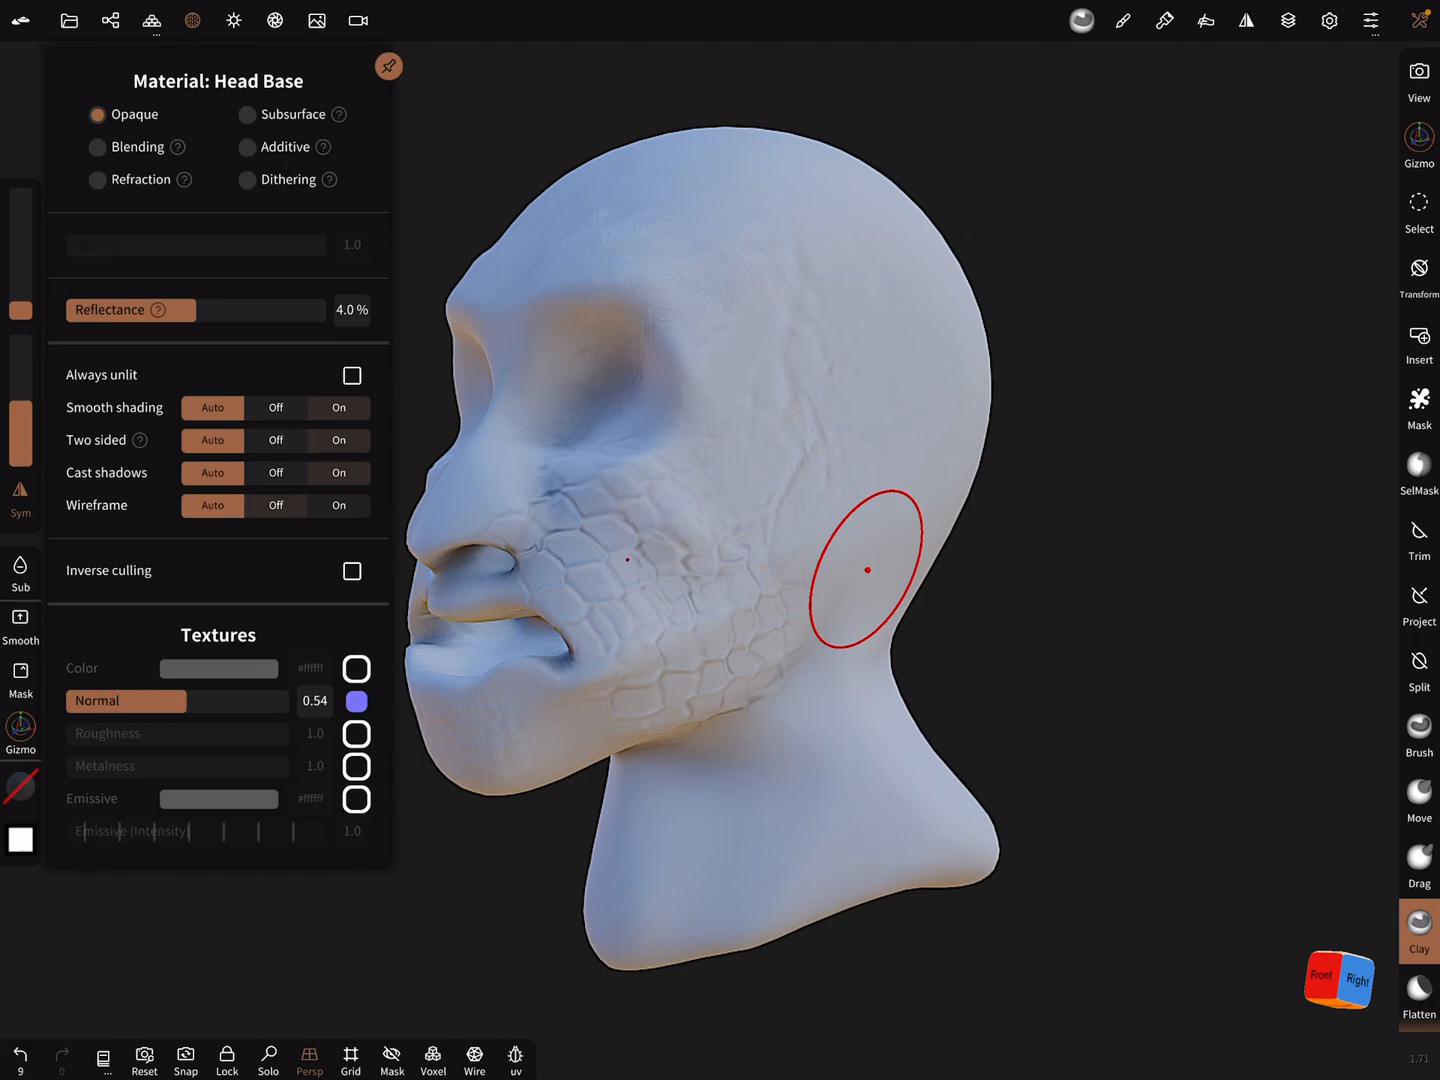 Material: Head Base
Opaque
Subsurface ?
Blending ?
Additive ?
Refraction ?
Dithering ?
Opacity 1.0
Reflectance ? 4.0 %
Always unlit
Smooth shading Auto Off On
Two sided ? Auto Off On
Cast shadows Auto Off On
Wireframe Auto Off On
Inverse culling
Textures
Color #ffffff
Normal 0.54
Roughness 1.0
Metalness 1.0
Emissive #ffffff
Emissive (Intensity) 1.0
Sym
Sub
Smooth
Mask
Gizmo
View
Gizmo
Select
Transform
Insert
Mask
SelMask
Trim
Project
Split
Brush
Move
Drag
Clay
Flatten
Front Right
9
0
...
Reset
Snap
Lock
Solo
Persp
Grid
Mask
Voxel
Wire
uv
1.71